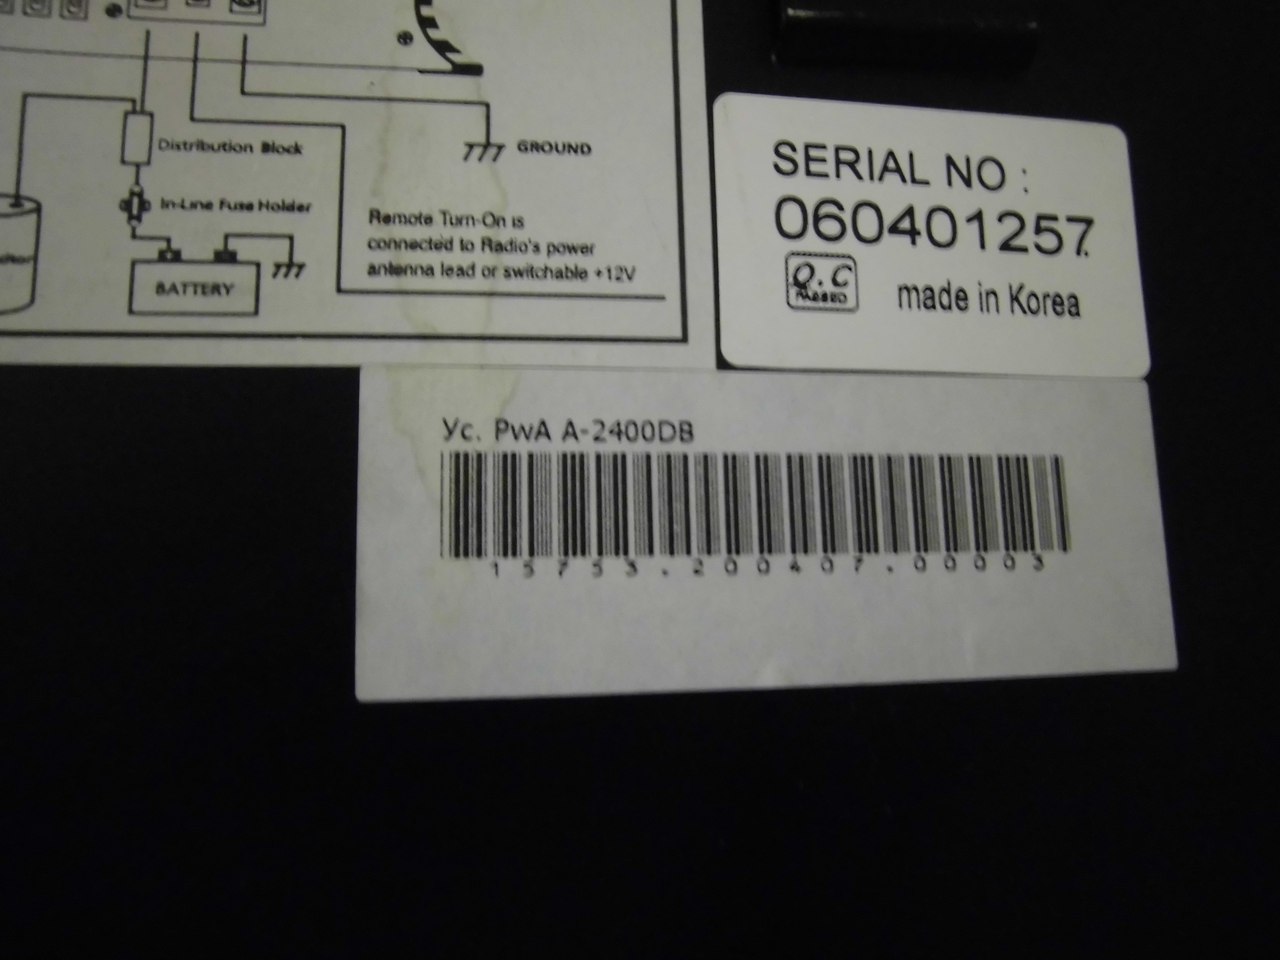 Distribution Block
GROUND
In-Line Fuse Holder
BATTERY
Remote Turn-On is
connected to Radio's power
antenna lead or switchable +12V
SERIAL NO :
060401257.
Q.C
PASSED
made in Korea
Ус. PwA A-2400DB
15753.200407.00003